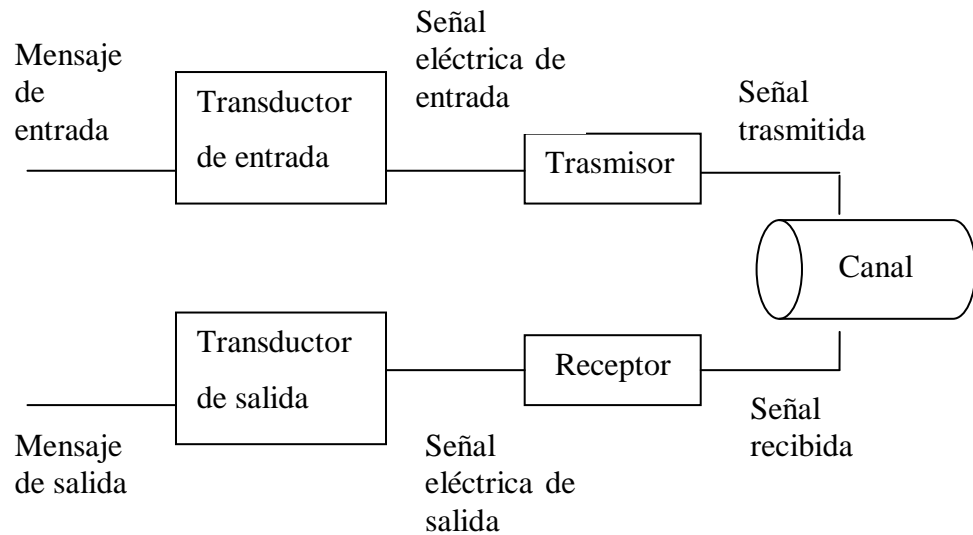 Mensaje
de
entrada
Transductor
de entrada
Señal
eléctrica de
entrada
Trasmisor
Señal
trasmitida
Canal
Señal
recibida
Receptor
Señal
eléctrica de
salida
Transductor
de salida
Mensaje
de salida